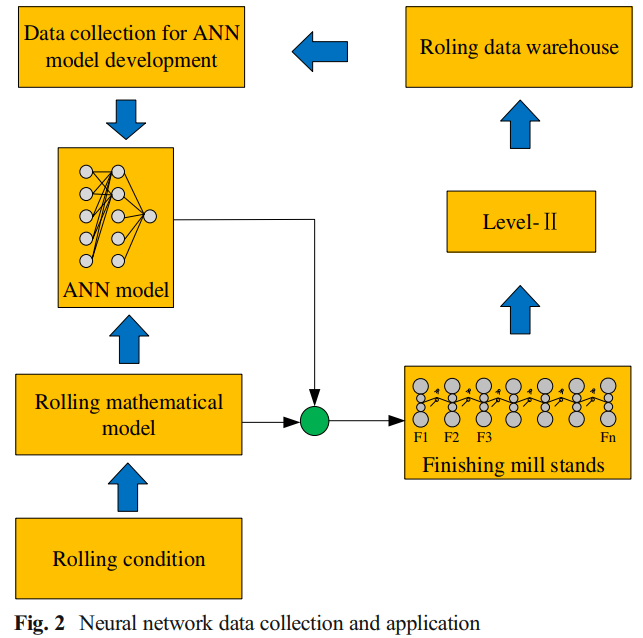 Data collection for ANN
model development
Roling data warehouse
ANN model
Level-Ⅱ
Rolling mathematical
model
F1 F2 F3 Fn
Finishing mill stands
Rolling condition
Fig. 2 Neural network data collection and application